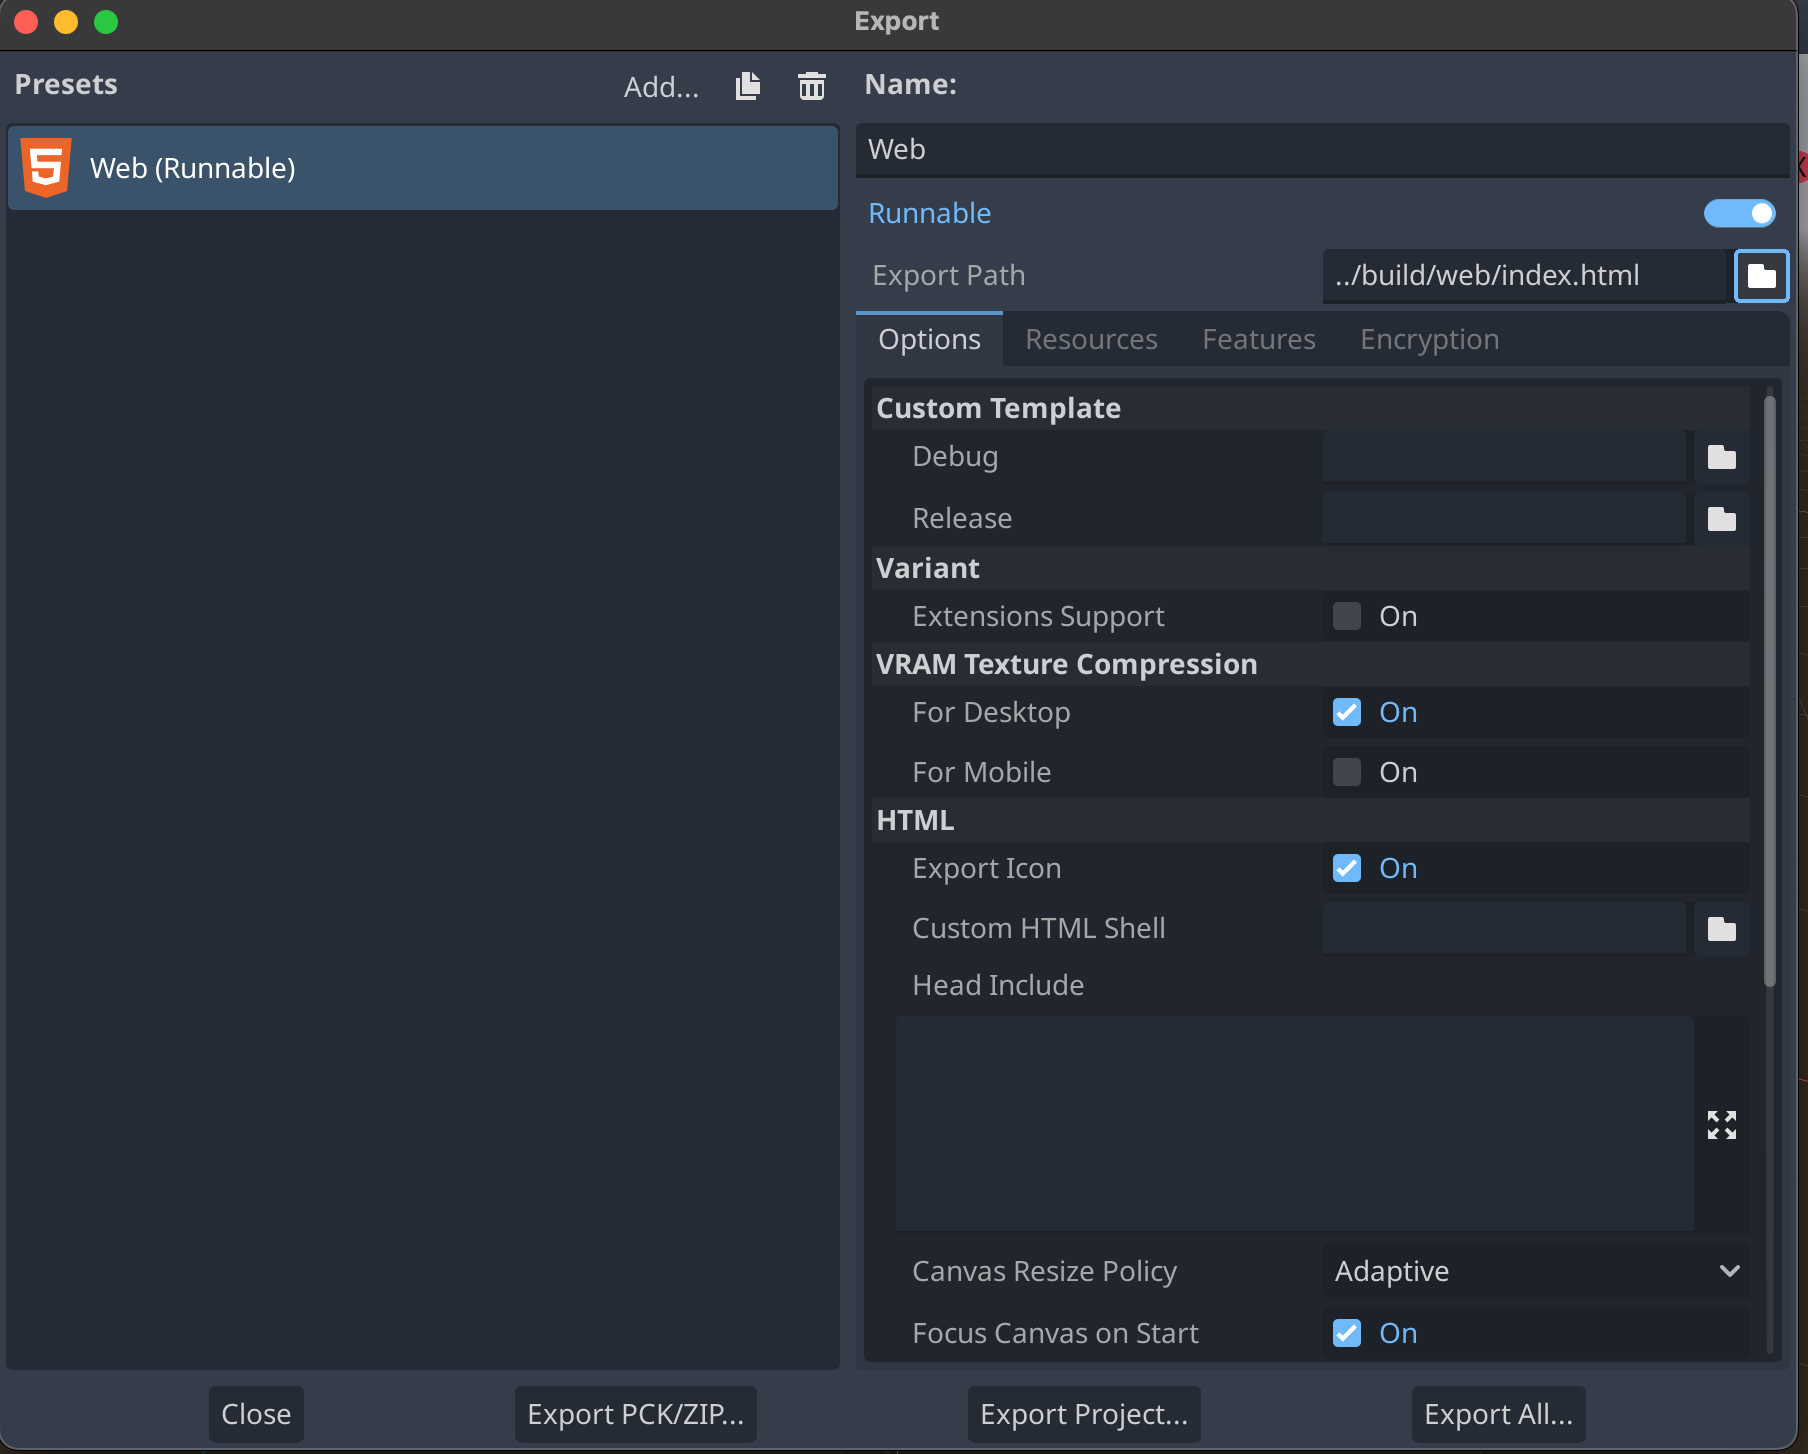 Export
Presets
Add...
Web (Runnable)
Name:
Web
Runnable
Export Path
../build/web/index.html
Options
Resources
Features
Encryption
Custom Template
Debug
Release
Variant
Extensions Support
On
VRAM Texture Compression
For Desktop
On
For Mobile
On
HTML
Export Icon
On
Custom HTML Shell
Head Include
Canvas Resize Policy
Adaptive
Focus Canvas on Start
On
Close
Export PCK/ZIP...
Export Project...
Export All...